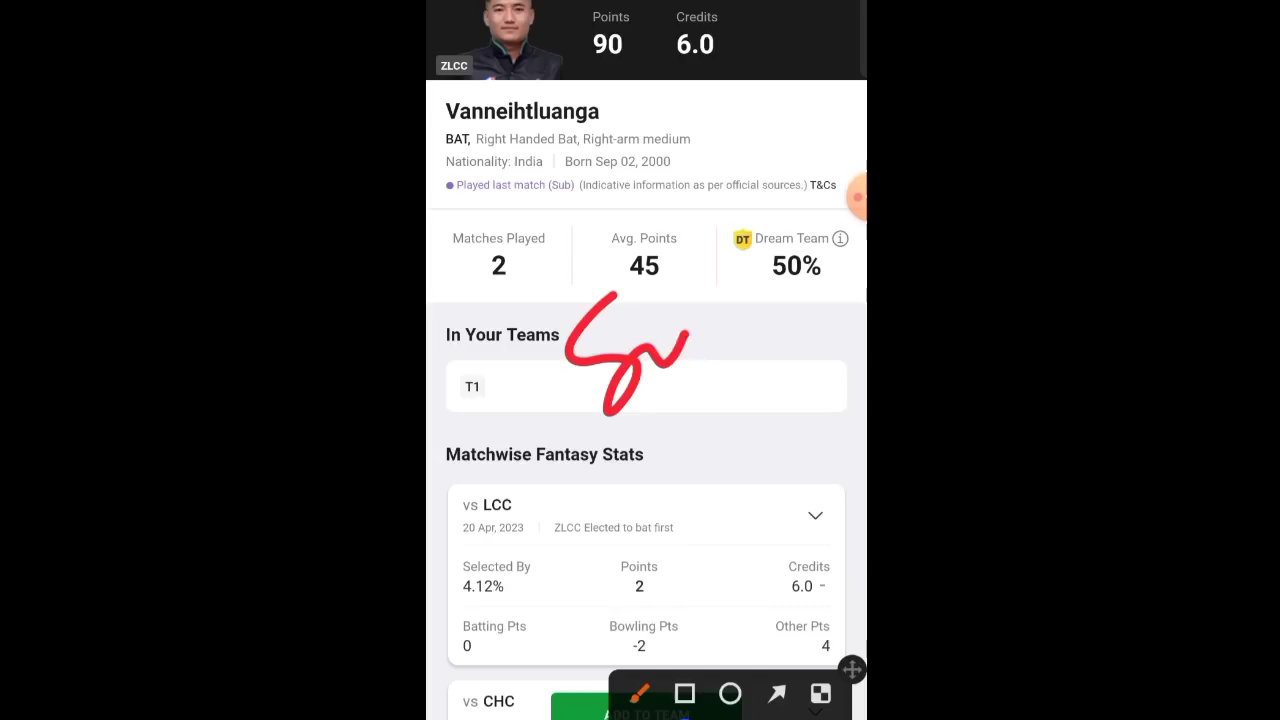 Points Credits
90 6.0
ZLCC
Vanneihtluanga
BAT, Right Handed Bat, Right-arm medium
Nationality: India | Born Sep 02, 2000
Played last match (Sub) (Indicative information as per official sources.) T&Cs
Matches Played Avg. Points DT Dream Team i
2 45 50%
In Your Teams
T1
Matchwise Fantasy Stats
vs LCC
20 Apr, 2023 | ZLCC Elected to bat first
Selected By Points Credits
4.12% 2 6.0 -
Batting Pts Bowling Pts Other Pts
0 -2 4
vs CHC
ADD TO TEAM